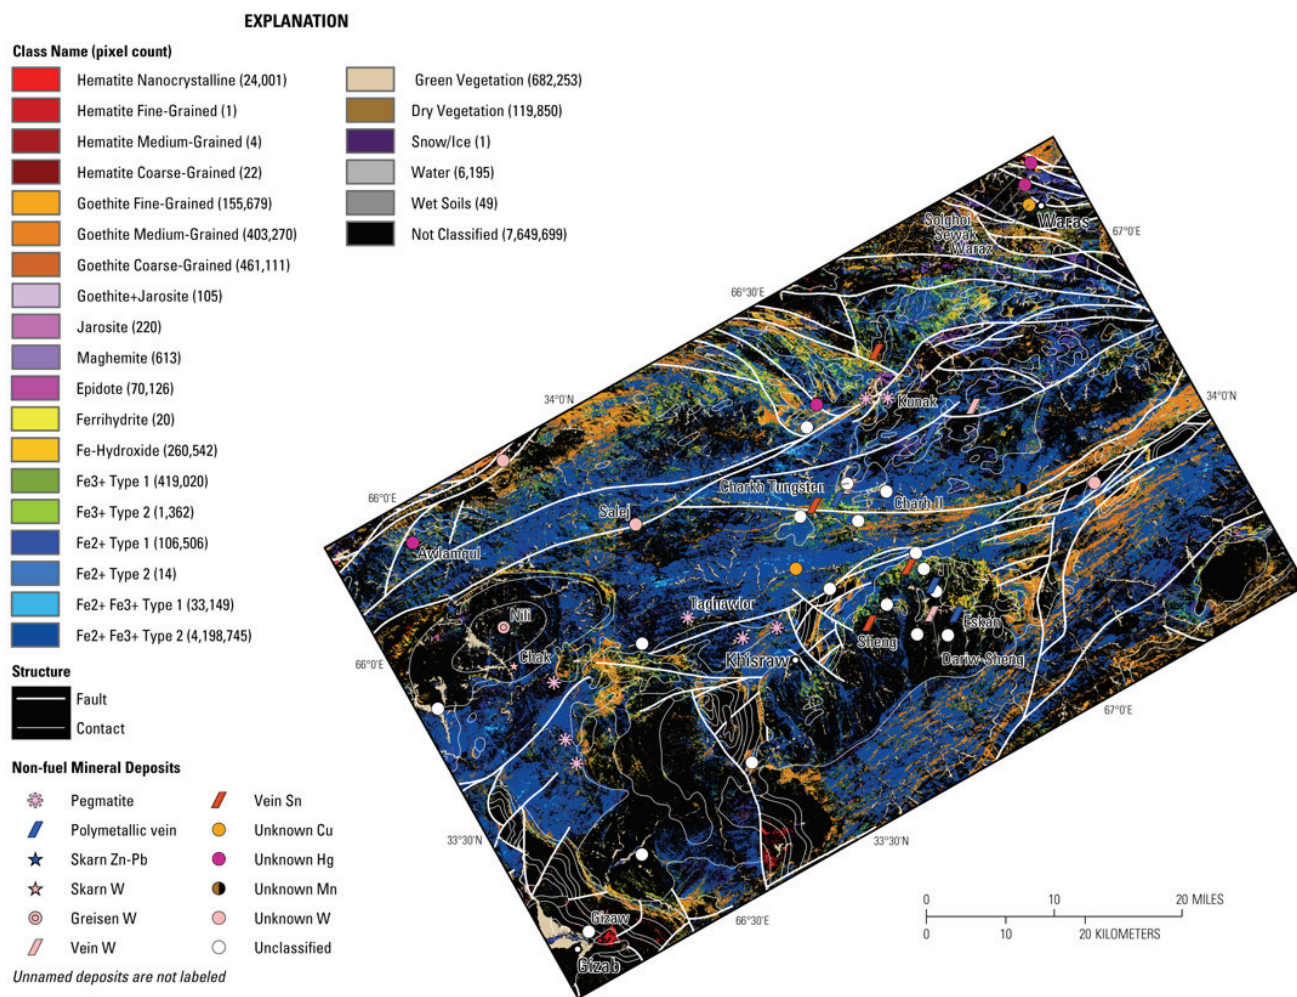 EXPLANATION
Class Name (pixel count)
Hematite Nanocrystalline (24,001)
Hematite Fine-Grained (1)
Hematite Medium-Grained (4)
Hematite Coarse-Grained (22)
Goethite Fine-Grained (155,679)
Goethite Medium-Grained (403,270)
Goethite Coarse-Grained (461,111)
Goethite+Jarosite (105)
Jarosite (220)
Maghemite (613)
Epidote (70,126)
Ferrihydrite (20)
Fe-Hydroxide (260,542)
Fe3+ Type 1 (419,020)
Fe3+ Type 2 (1,362)
Fe2+ Type 1 (106,506)
Fe2+ Type 2 (14)
Fe2+ Fe3+ Type 1 (33,149)
Fe2+ Fe3+ Type 2 (4,198,745)
Green Vegetation (682,253)
Dry Vegetation (119,850)
Snow/Ice (1)
Water (6,195)
Wet Soils (49)
Not Classified (7,649,699)
Structure
Fault
Contact
Non-fuel Mineral Deposits
Pegmatite
Polymetallic vein
Skarn Zn-Pb
Skarn W
Greisen W
Vein W
Vein Sn
Unknown Cu
Unknown Hg
Unknown Mn
Unknown W
Unclassified
Unnamed deposits are not labeled
Solghoi
Sewak
Waraz
Waras
67°0'E
66°30'E
34°0'N
Kunak
34°0'N
66°0'E
Charkh Tungsten
Charh II
Salej
Awlamqul
Taghawlor
Nili
Eskan
Sheng
Dariw-Sheng
Chak
Khisravy
66°0'E
67°0'E
33°30'N
33°30'N
66°30'E
Gizaw
Gizab
0 10 20 MILES
0 10 20 KILOMETERS